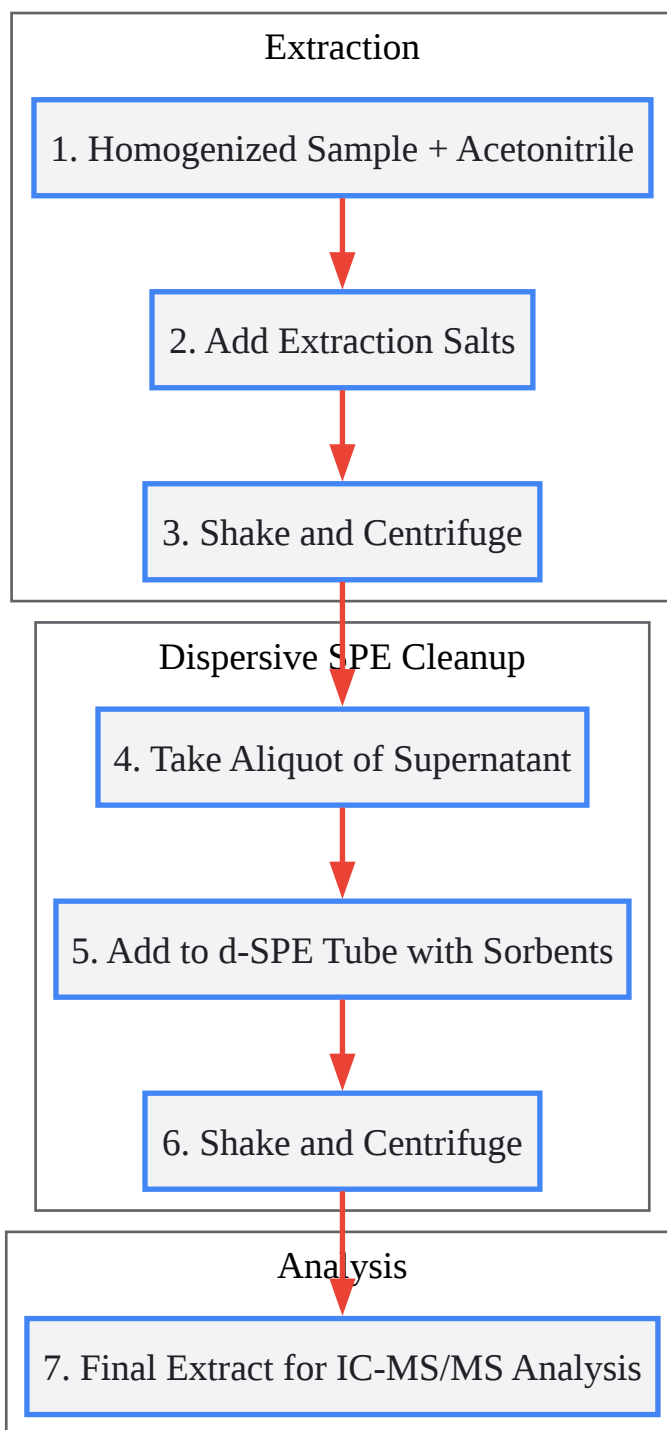 Extraction
1. Homogenized Sample + Acetonitrile
2. Add Extraction Salts
3. Shake and Centrifuge
Dispersive SPE Cleanup
4. Take Aliquot of Supernatant
5. Add to d-SPE Tube with Sorbents
6. Shake and Centrifuge
Analysis
7. Final Extract for IC-MS/MS Analysis